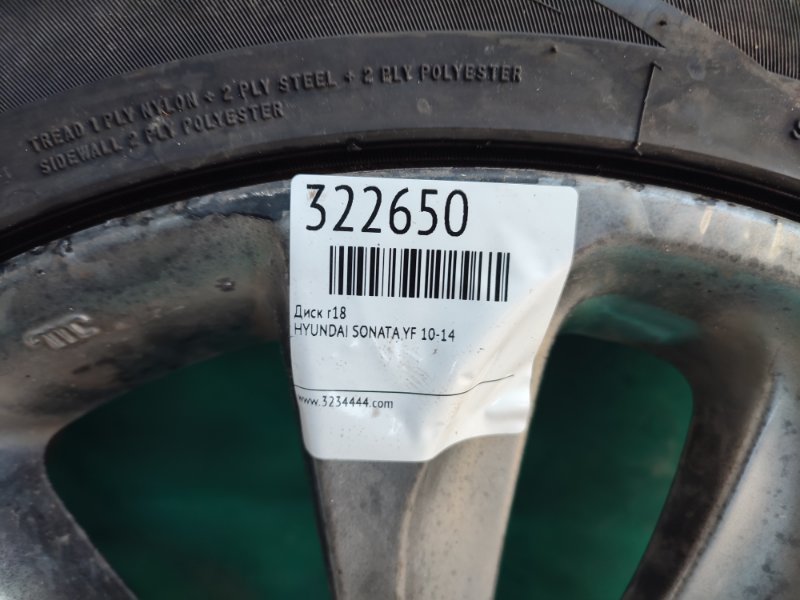 TREAD 1 PLY NYLON + 2 PLY STEEL + 2 PLY POLYESTER
SIDEWALL 2 PLY POLYESTER
322650
Диск r18
HYUNDAI SONATA,YF 10-14
www.3234444.com